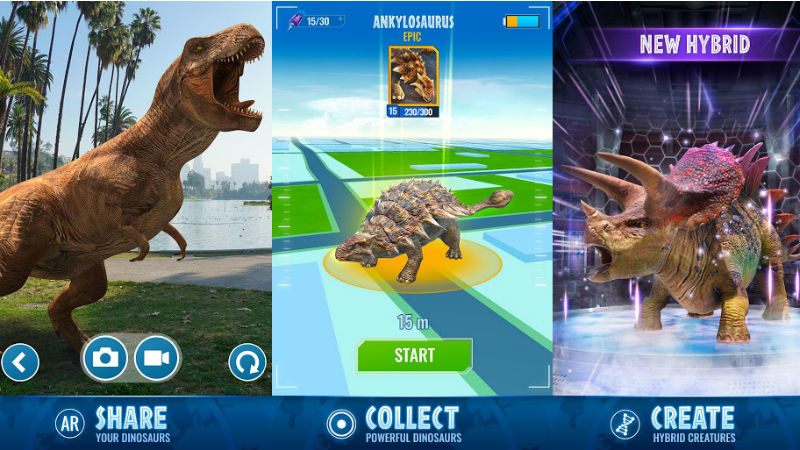 15/30
ANKYLOSAURUS
EPIC
15 230/300
15 m
START
NEW HYBRID
AR SHARE
YOUR DINOSAURS
COLLECT
POWERFUL DINOSAURS
CREATE
HYBRID CREATURES